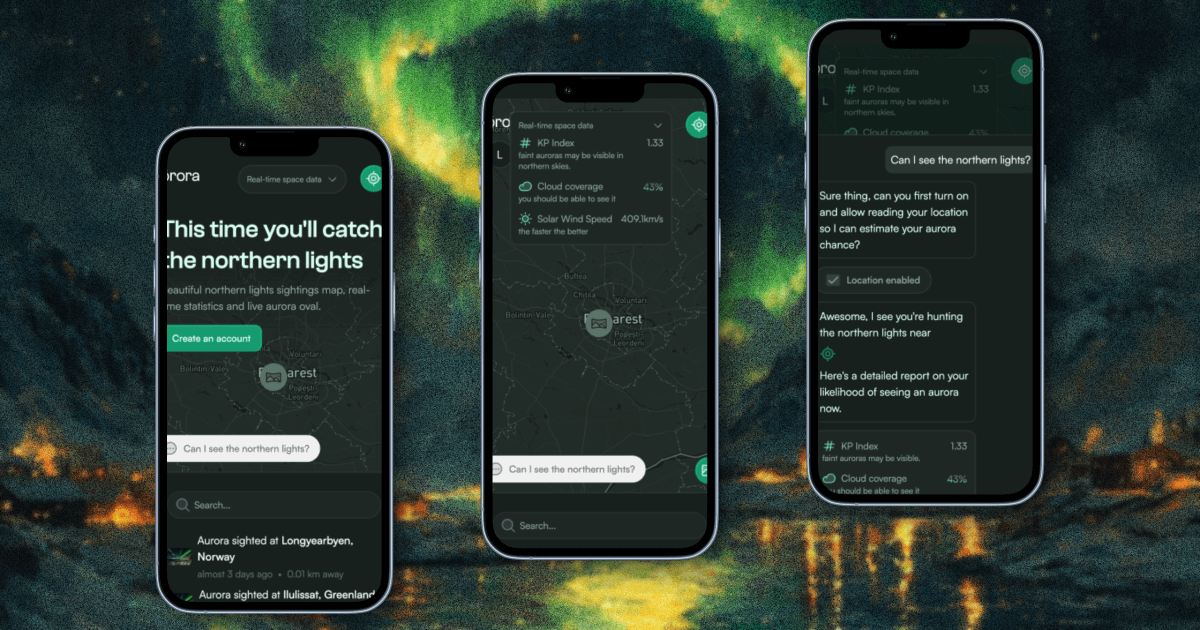 orora
Real-time space data
This time you'll catch
the northern lights
eautiful northern lights sightings map, real-
me statistics and live aurora oval.
Create an account
Voluntari
Bolintin-Vale
B arest
Popești-
Leordeni
Can I see the northern lights?
Search...
Aurora sighted at Longyearbyen,
Norway
almost 3 days ago • 0.01 km away
Aurora sighted at Ilulissat, Greenland
oro
L
Real-time space data
KP Index 1.33
faint auroras may be visible in
northern skies.
Cloud coverage 43%
you should be able to see it
Solar Wind Speed 409.1km/s
the faster the better
Buftea
Chitila
Voluntari
Bolintin-Vale
B arest
Popești-
Leordeni
Can I see the northern lights?
Search...
oro
L
Real-time space data
KP Index 1.33
faint auroras may be visible in
northern skies.
Cloud coverage 43%
Can I see the northern lights?
Sure thing, can you first turn on
and allow reading your location
so I can estimate your aurora
chance?
Location enabled
Awesome, I see you're hunting
the northern lights near
Here's a detailed report on your
likelihood of seeing an aurora
now.
KP Index 1.33
faint auroras may be visible.
Cloud coverage 43%
you should be able to see it